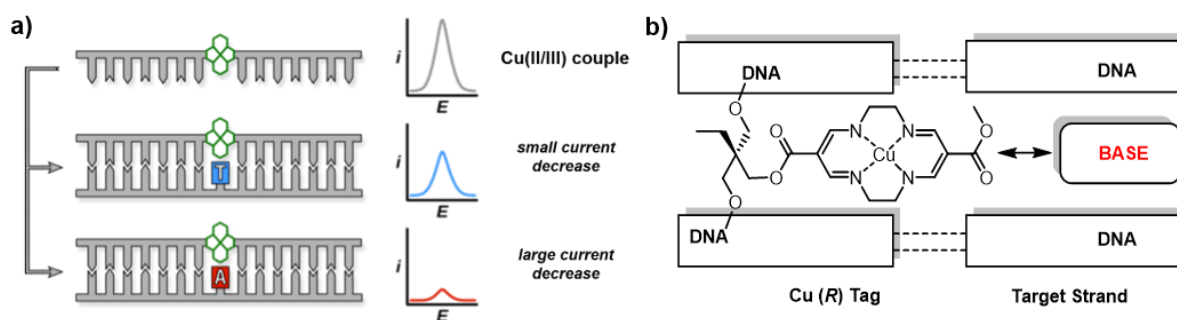 a)
i
E
Cu(II/III) couple
T
i
E
small current
decrease
A
i
E
large current
decrease
b)
DNA
DNA
O
O
O
O
N
N
Cu
N
N
O
O
BASE
O
DNA
DNA
Cu (R) Tag
Target Strand